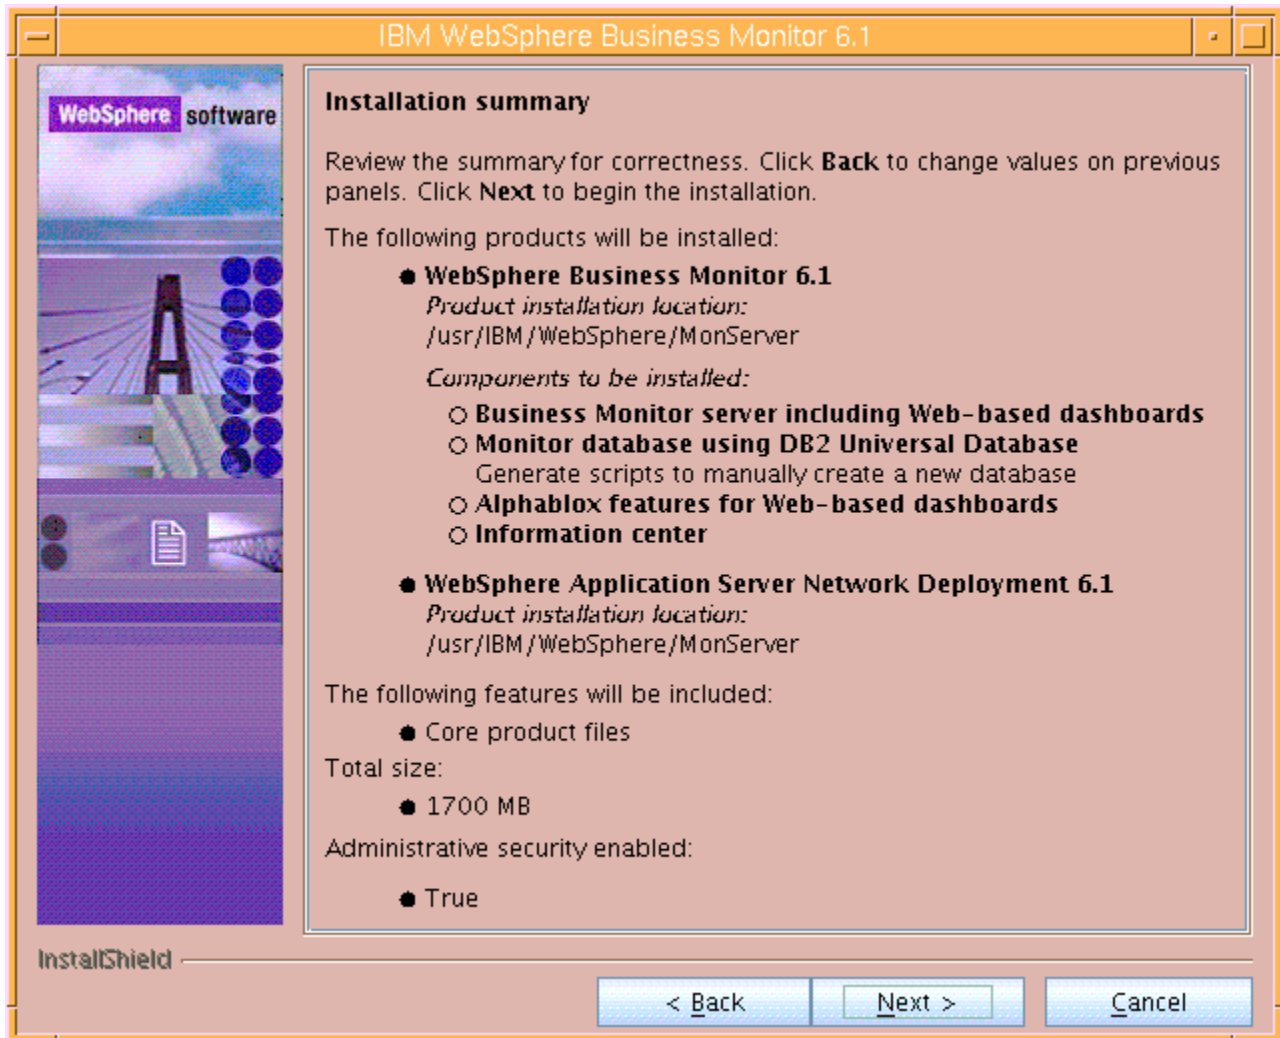 IBM WebSphere Business Monitor 6.1
WebSphere software
Installation summary
Review the summary for correctness. Click Back to change values on previous
panels. Click Next to begin the installation.
The following products will be installed:
WebSphere Business Monitor 6.1
Product installation location:
/usr/IBM/WebSphere/MonServer
Components to be installed:
Business Monitor server including Web-based dashboards
Monitor database using DB2 Universal Database
Generate scripts to manually create a new database
Alphablox features for Web-based dashboards
Information center
WebSphere Application Server Network Deployment 6.1
Product installation location:
/usr/IBM/WebSphere/MonServer
The following features will be included:
Core product files
Total size:
1700 MB
Administrative security enabled:
True
InstallShield
< Back Next > Cancel